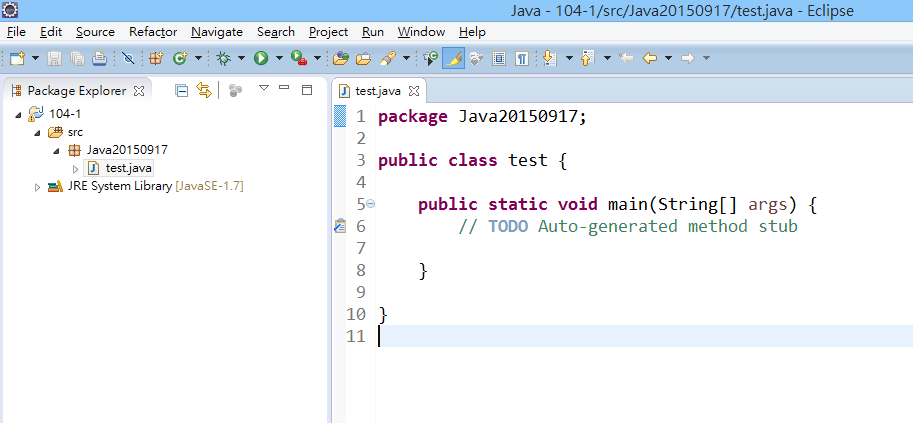 Java - 104-1/src/Java20150917/test.java - Eclipse
File Edit Source Refactor Navigate Search Project Run Window Help
Package Explorer
104-1
src
Java20150917
test.java
JRE System Library [JavaSE-1.7]
test.java
1 package Java20150917;
2
3 public class test {
4
5 public static void main(String[] args) {
6 // TODO Auto-generated method stub
7
8 }
9
10 }
11